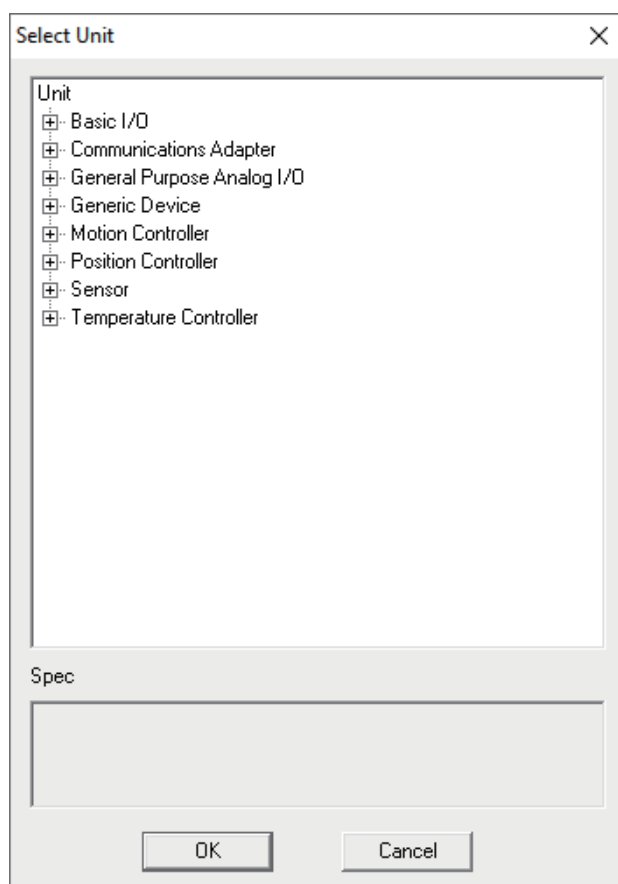 Select Unit
Unit
Basic I/O
Communications Adapter
General Purpose Analog I/O
Generic Device
Motion Controller
Position Controller
Sensor
Temperature Controller
Spec
OK Cancel